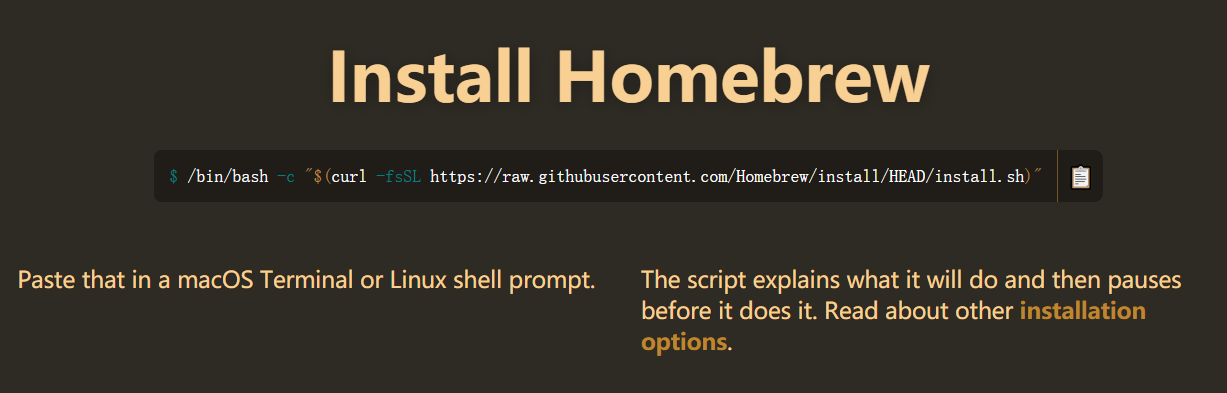 Install Homebrew
$ /bin/bash -c "$(curl -fsSL https://raw.githubusercontent.com/Homebrew/install/HEAD/install.sh)"
Paste that in a macOS Terminal or Linux shell prompt.
The script explains what it will do and then pauses
before it does it. Read about other installation
options.